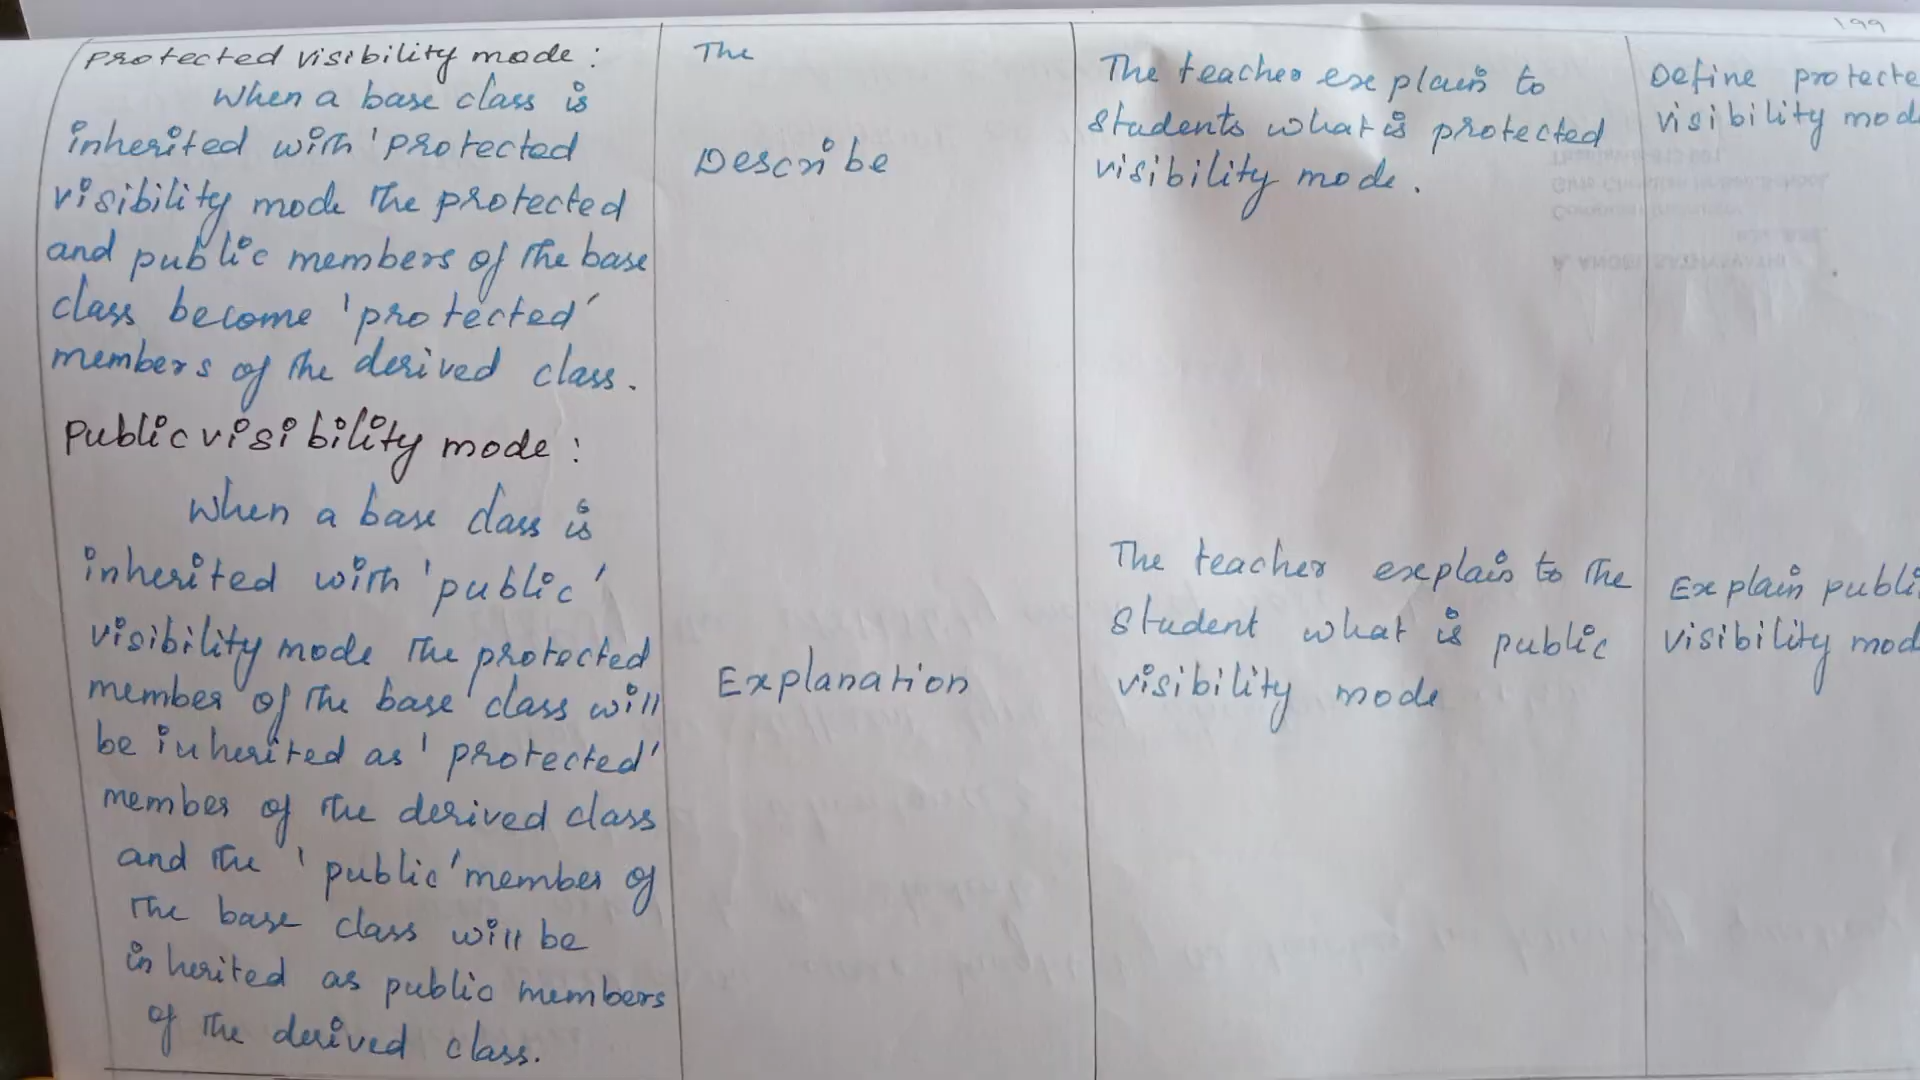 199
Protected visibility mode :
When a base class is
inherited with 'protected
visibility mode The protected
and public members of The base
class become 'protected'
members of The derived class.
Public visibility mode :
When a base class is
inherited with 'public'
visibility mode The protected
member of The base class will
be inherited as 'protected'
member of The derived class
and The 'public' member of
The base class will be
inherited as public members
of The derived class.
The
Describe
Explanation
The teacher explain to
students what is protected
visibility mode.
The teacher explain to The
student what is public
visibility mode
Define protecte
visibility mod
Explain publi
visibility mod